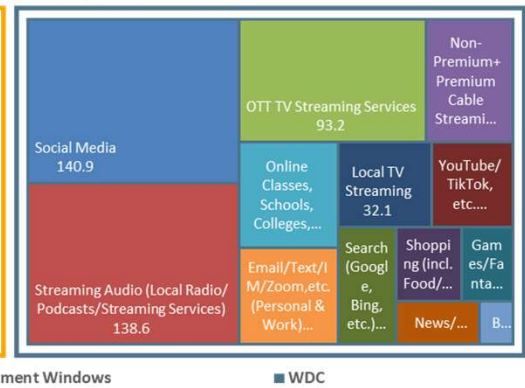 Social Media
140.9
Streaming Audio (Local Radio/
Podcasts/Streaming Services)
138.6
OTT TV Streaming Services
93.2
Non-
Premium+
Premium
Cable
Streami...
Online
Classes,
Schools,
Colleges,...
Local TV
Streaming
32.1
YouTube/
TikTok,
etc....
Email/Text/I
M/Zoom,etc.
(Personal &
Work)...
Search
(Googl
e,
Bing,
etc.)...
Shoppi
ng (incl.
Food/...
Gam
es/Fa
nta...
News/...
B...
ment Windows
WDC